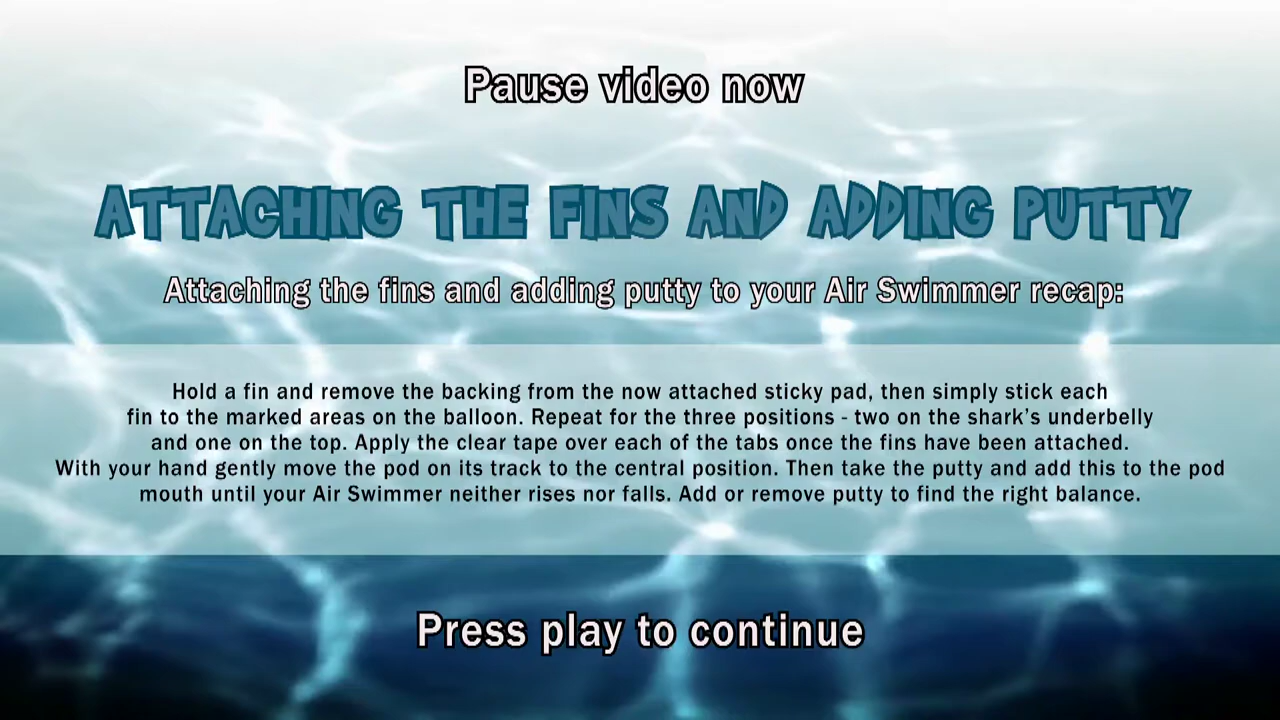 Pause video now
ATTACHING THE FINS AND ADDING PUTTY
Attaching the fins and adding putty to your Air Swimmer recap:
Hold a fin and remove the backing from the now attached sticky pad, then simply stick each
fin to the marked areas on the balloon. Repeat for the three positions - two on the shark's underbelly
and one on the top. Apply the clear tape over each of the tabs once the fins have been attached.
With your hand gently move the pod on its track to the central position. Then take the putty and add this to the pod
mouth until your Air Swimmer neither rises nor falls. Add or remove putty to find the right balance.
Press play to continue